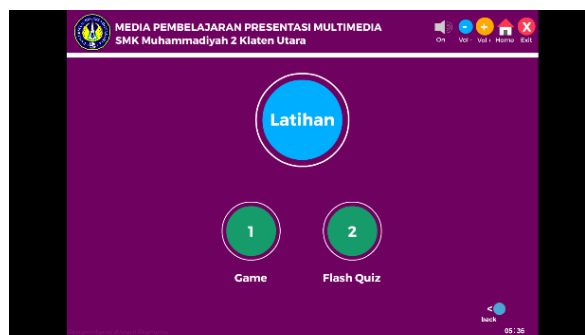 MEDIA PEMBELAJARAN PRESENTASI MULTIMEDIA
SMK Muhammadiyah 2 Klaten Utara
On Vol - Vol + Home Exit
Latihan
1 2
Game Flash Quiz
<
back
05:36